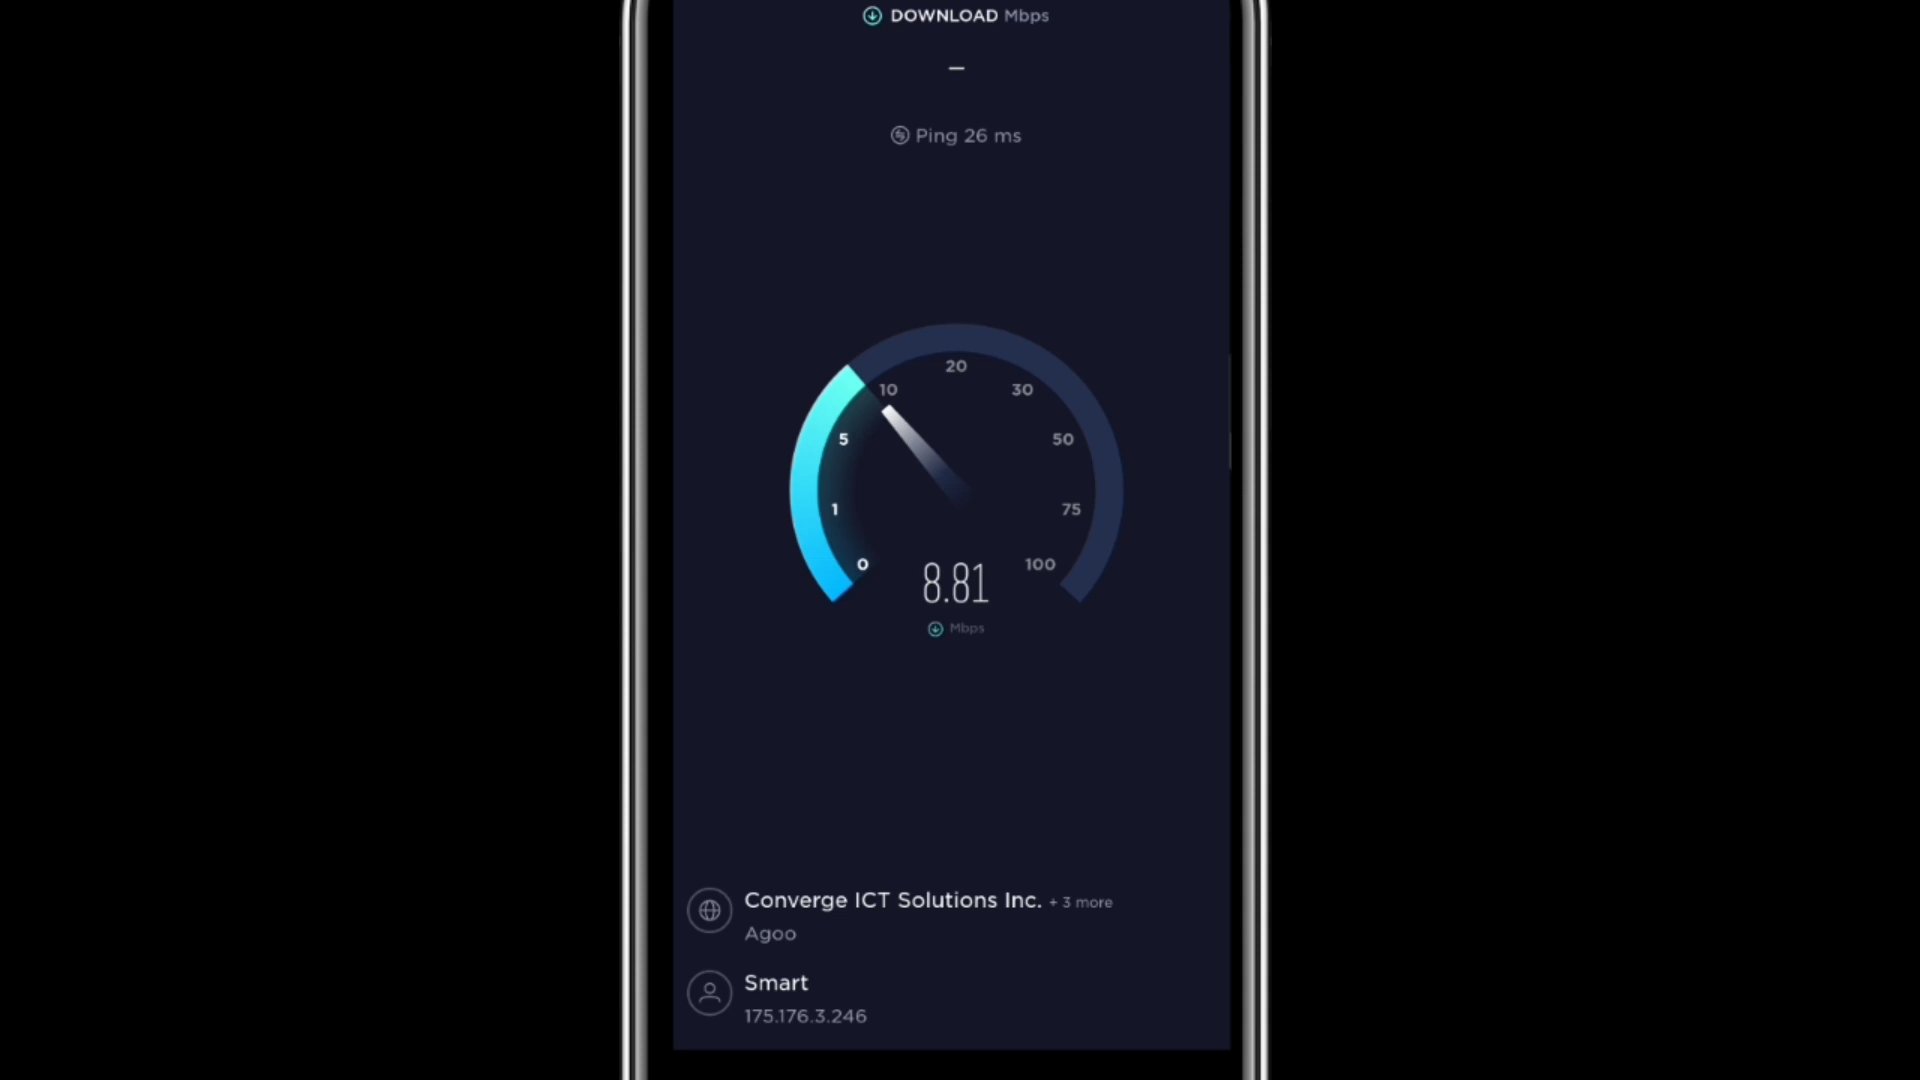 DOWNLOAD Mbps
—
Ping 26 ms
20
10
30
5
50
1
75
0
100
8.81
Mbps
Converge ICT Solutions Inc. + 3 more
Agoo
Smart
175.176.3.246